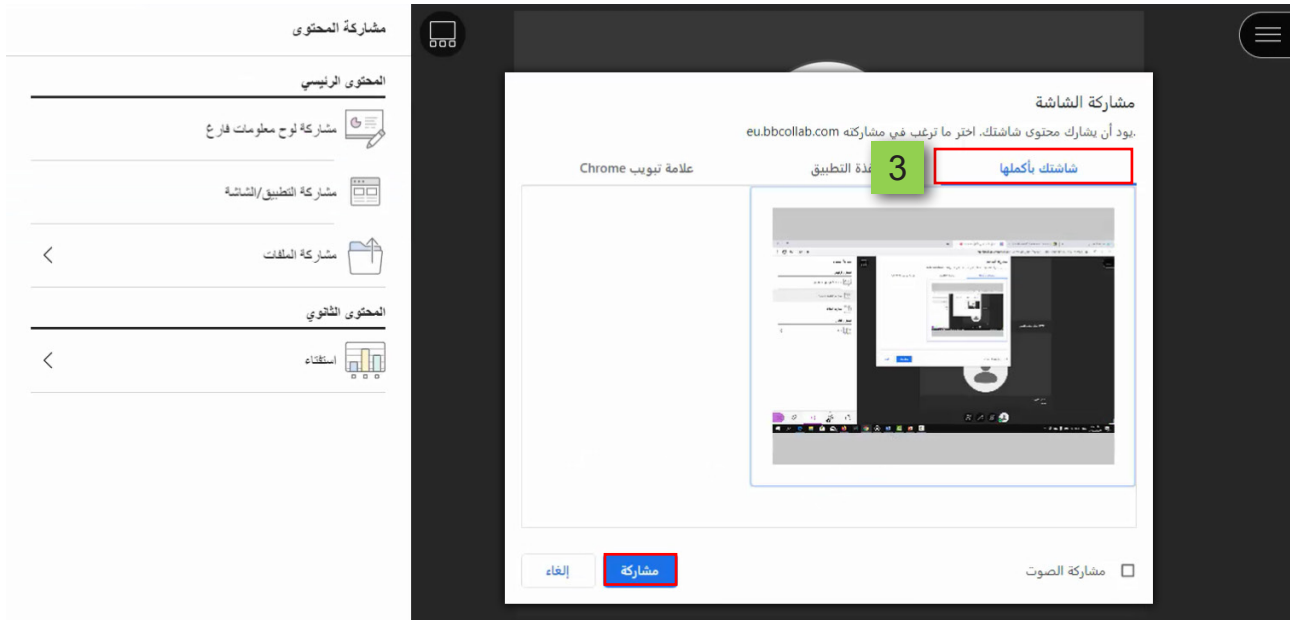 مشاركة المحتوى
المحتوى الرئيسي
مشاركة لوح معلومات فارغ
مشاركة التطبيق/الشاشة
مشاركة الملفات
المحتوى الثانوي
استفتاء
مشاركة الشاشة
.يود أن يشارك محتوى شاشتك. اختر ما ترغب في مشاركته eu.bbcollab.com
شاشتك بأكملها
3
التطبيق
علامة تبويب Chrome
مشاركة الصوت
مشاركة
إلغاء